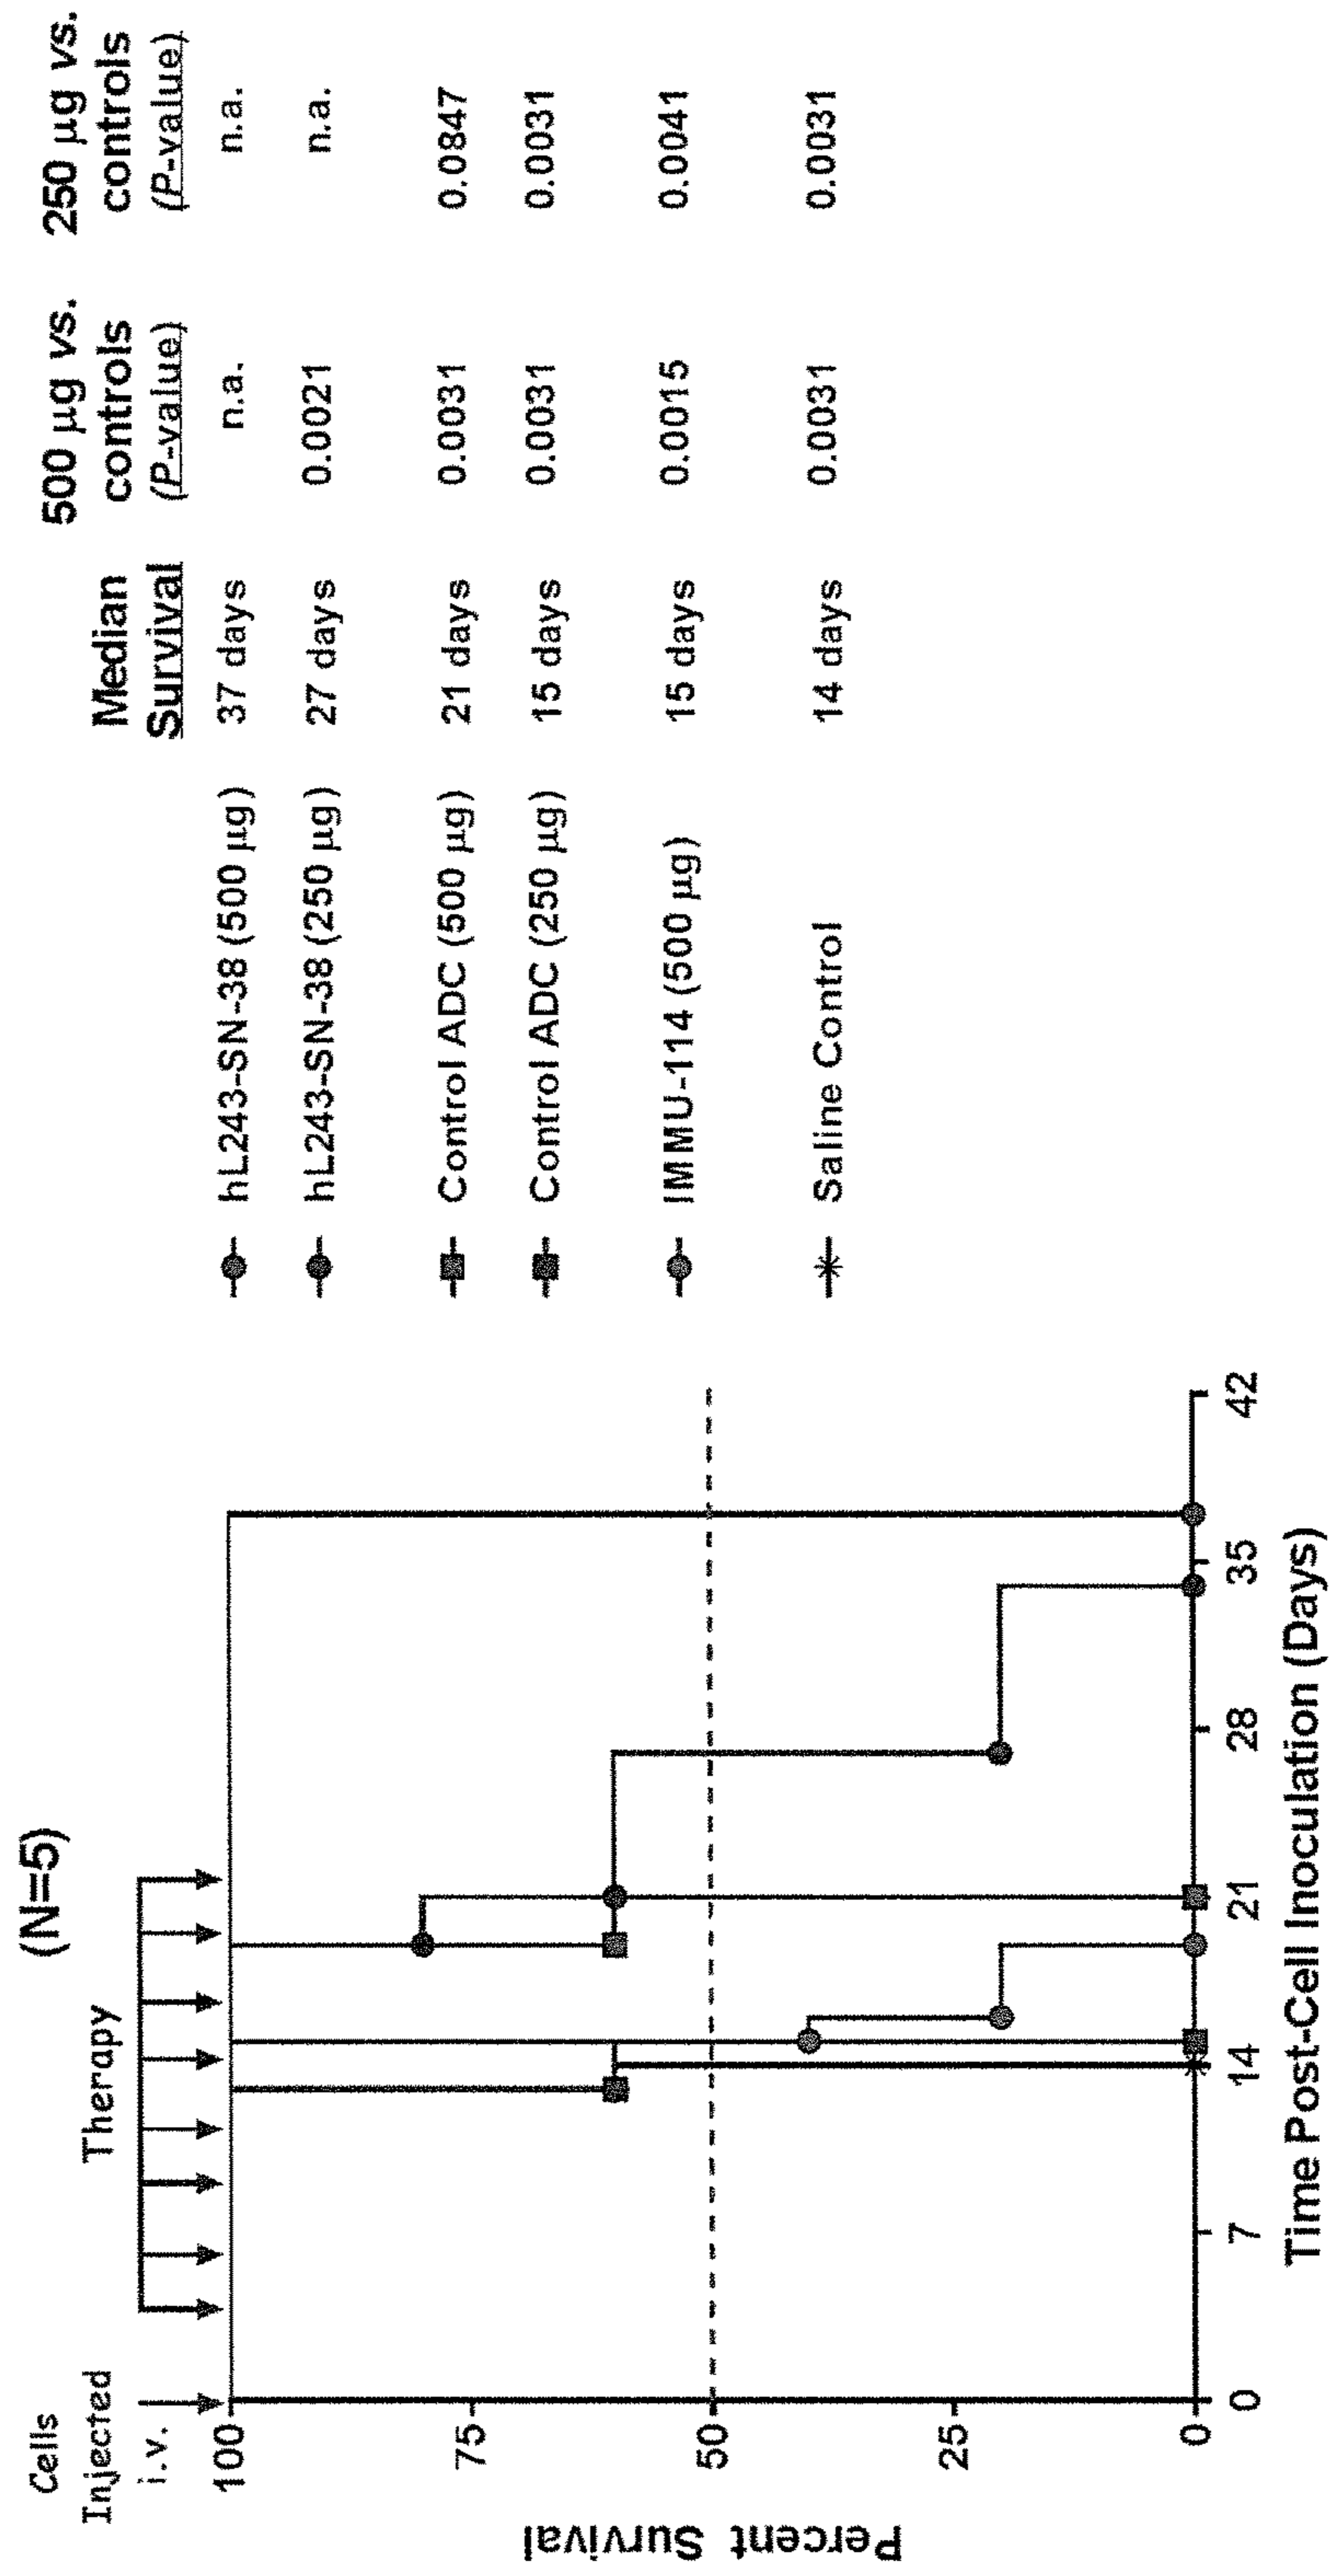 (N=5)
Cells
Injected
i.v.
Therapy
100
75
50
25
0
Percent Survival
0 7 14 21 28 35 42
Time Post-Cell Inoculation (Days)
Median
Survival
500 µg vs.
controls
(P-value)
250 µg vs.
controls
(P-value)
hL243-SN-38 (500 µg) 37 days n.a. n.a.
hL243-SN-38 (250 µg) 27 days 0.0021 n.a.
Control ADC (500 µg) 21 days 0.0031 0.0847
Control ADC (250 µg) 15 days 0.0031 0.0031
IMMU-114 (500 µg) 15 days 0.0015 0.0041
Saline Control 14 days 0.0031 0.0031